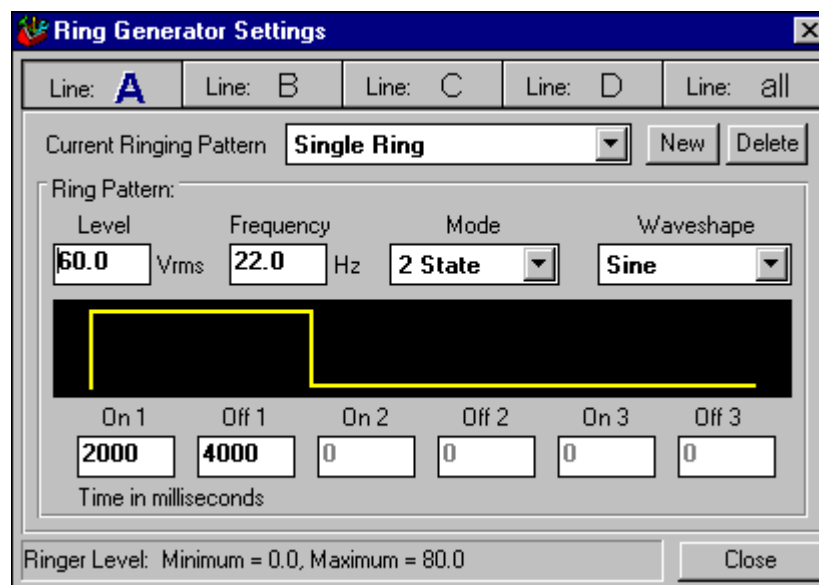 Ring Generator Settings
Line: A Line: B Line: C Line: D Line: all
Current Ringing Pattern Single Ring New Delete
Ring Pattern:
Level Frequency Mode Waveshape
60.0 Vrms 22.0 Hz 2 State Sine
On 1 Off 1 On 2 Off 2 On 3 Off 3
2000 4000 0 0 0 0
Time in milliseconds
Ringer Level: Minimum = 0.0, Maximum = 80.0 Close